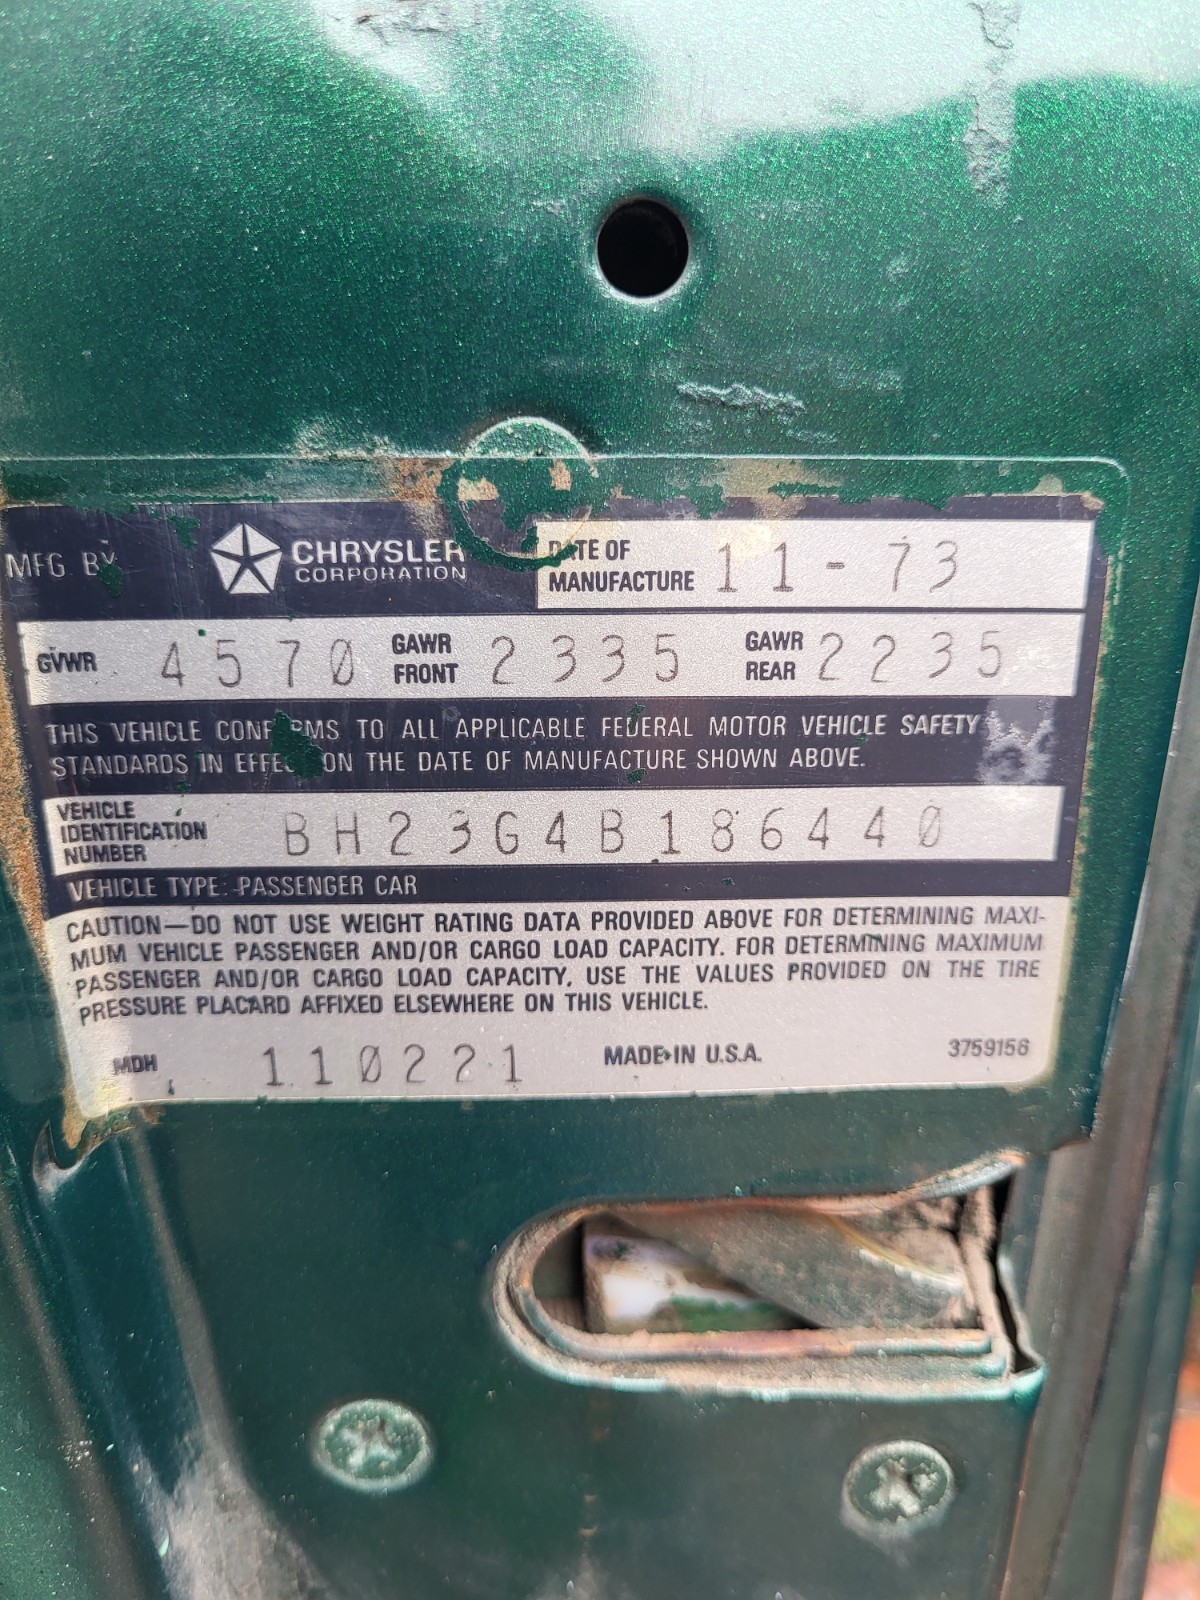 MFG. BY CHRYSLER CORPORATION
DATE OF MANUFACTURE 11-73
GVWR 4570 GAWR FRONT 2335 GAWR REAR 2235
THIS VEHICLE CONFORMS TO ALL APPLICABLE FEDERAL MOTOR VEHICLE SAFETY
STANDARDS IN EFFECT ON THE DATE OF MANUFACTURE SHOWN ABOVE.
VEHICLE IDENTIFICATION NUMBER BH23G4B186440
VEHICLE TYPE: PASSENGER CAR
CAUTION—DO NOT USE WEIGHT RATING DATA PROVIDED ABOVE FOR DETERMINING MAXI-
MUM VEHICLE PASSENGER AND/OR CARGO LOAD CAPACITY. FOR DETERMINING MAXIMUM
PASSENGER AND/OR CARGO LOAD CAPACITY, USE THE VALUES PROVIDED ON THE TIRE
PRESSURE PLACARD AFFIXED ELSEWHERE ON THIS VEHICLE.
MDH 110221 MADE IN U.S.A. 3759156